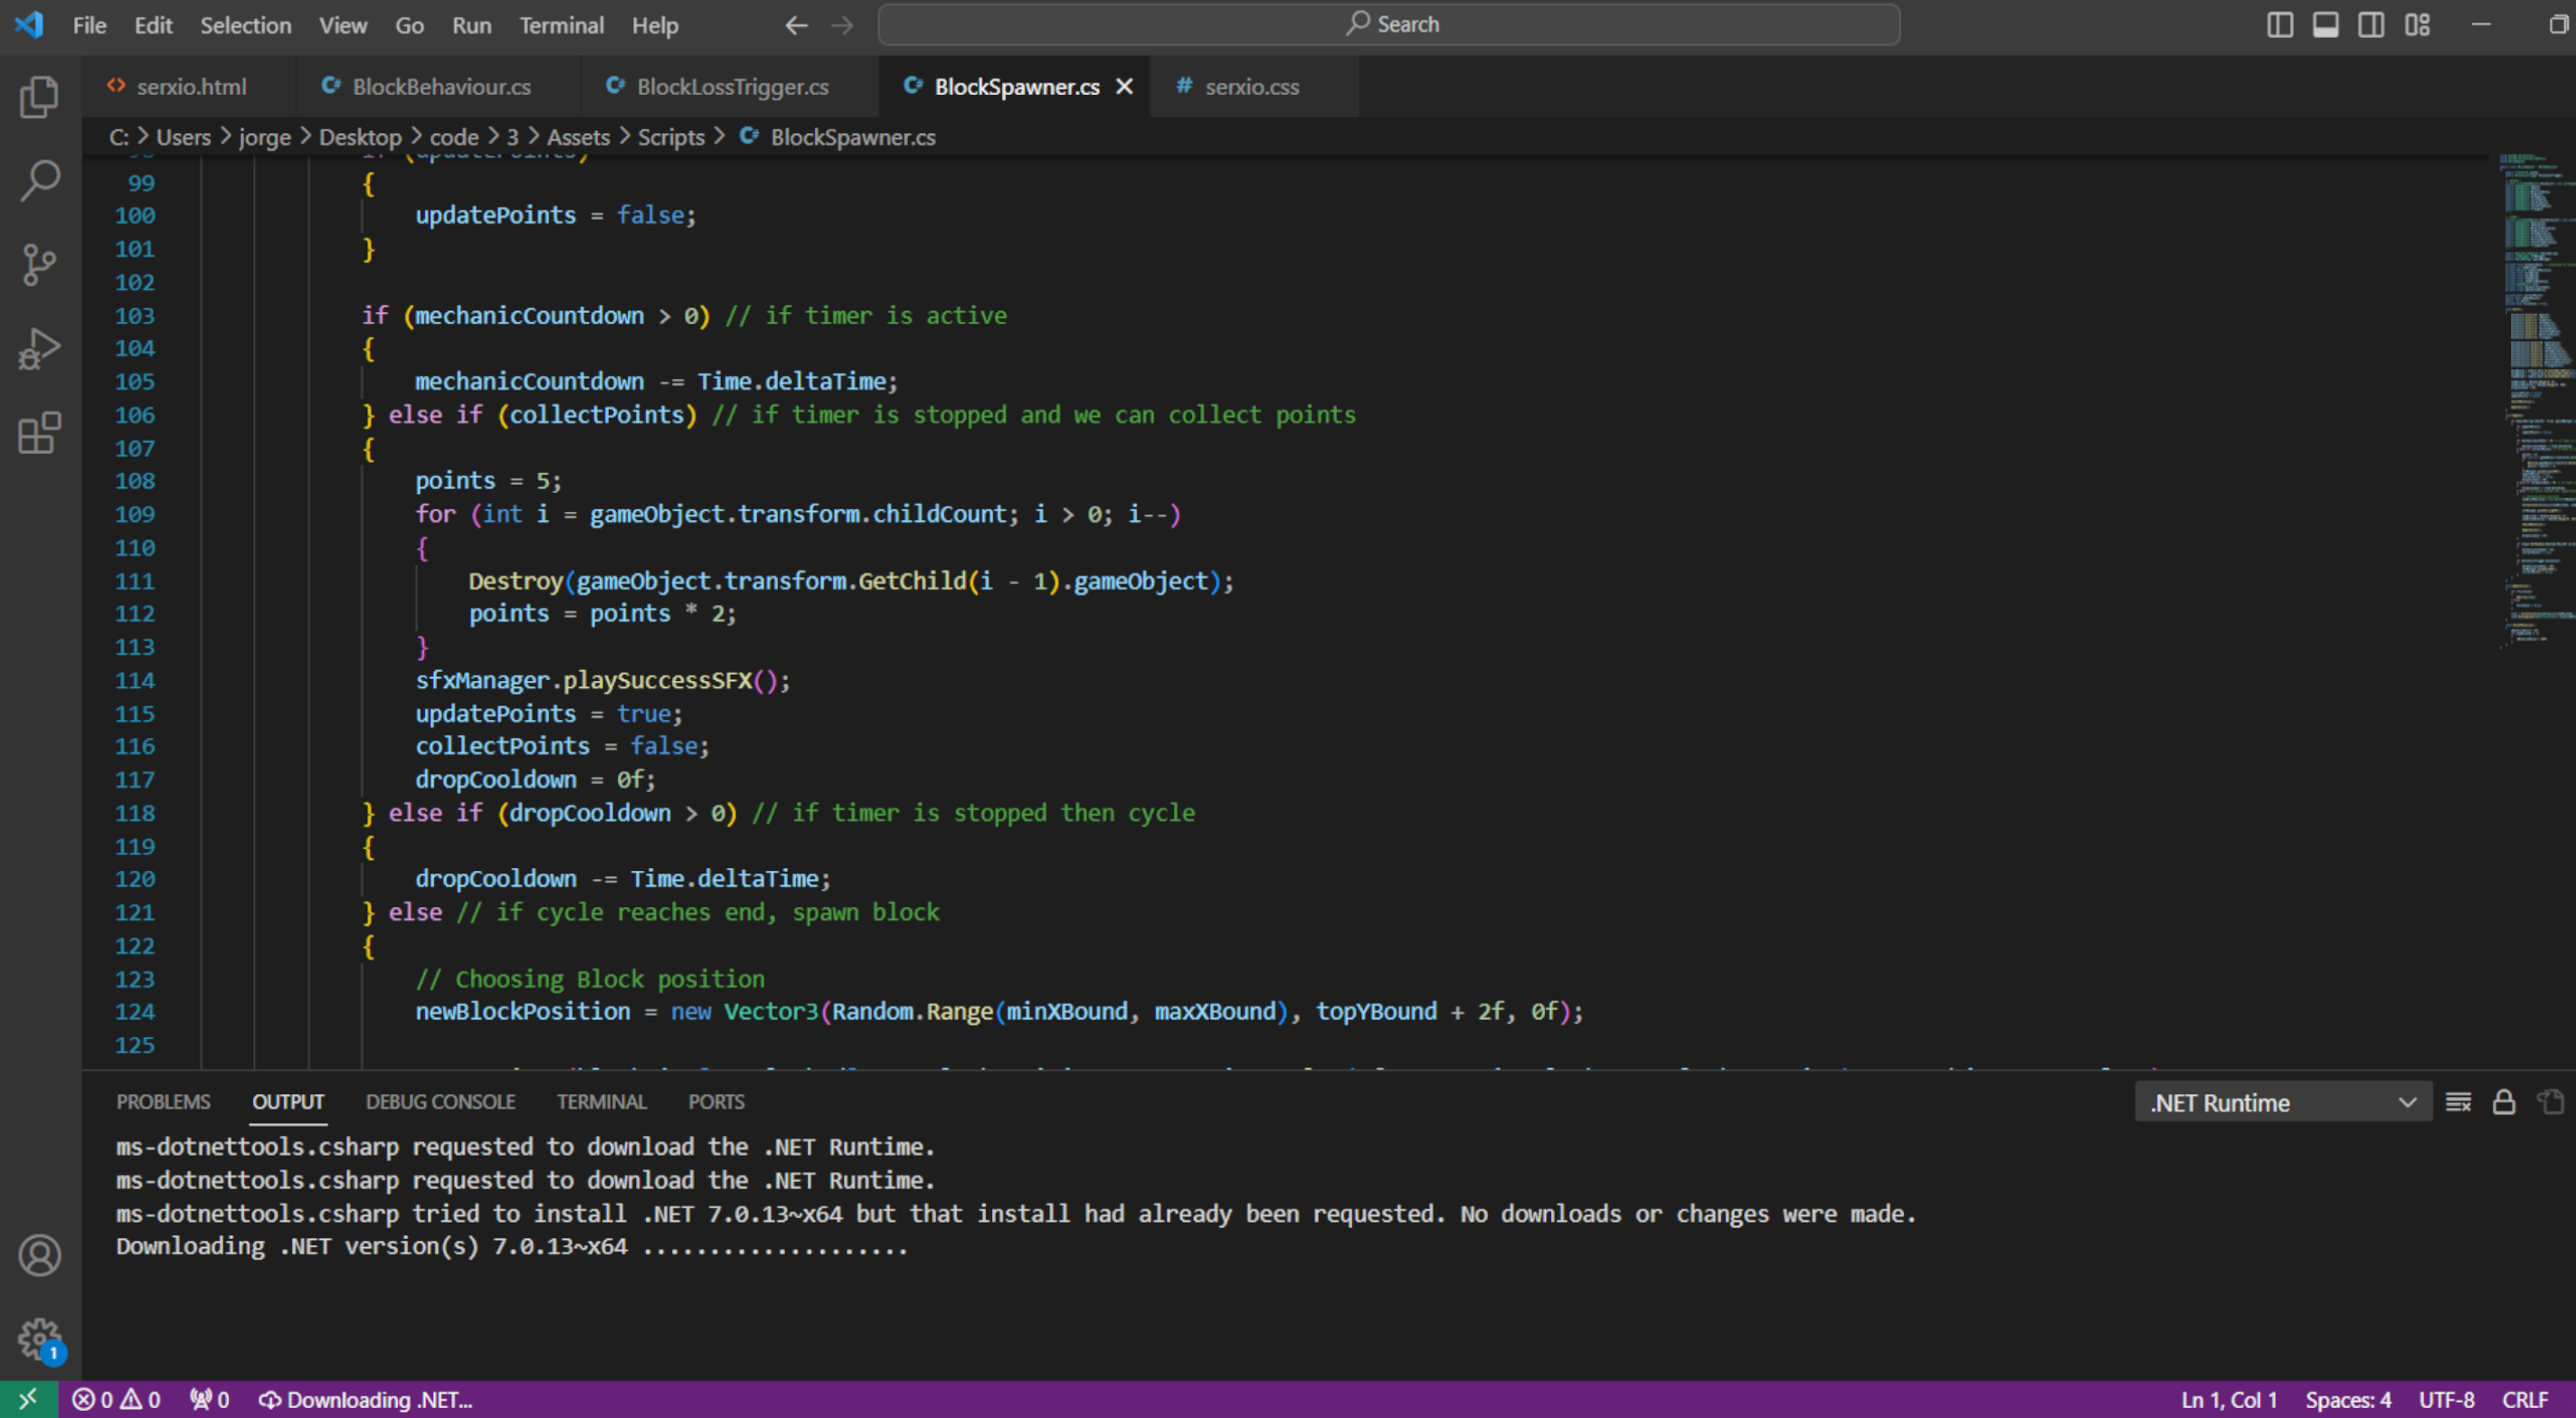 File Edit Selection View Go Run Terminal Help Search
serxio.html BlockBehaviour.cs BlockLossTrigger.cs BlockSpawner.cs # serxio.css
C: > Users > jorge > Desktop > code > 3 > Assets > Scripts > BlockSpawner.cs
99 {
100 updatePoints = false;
101 }
102
103 if (mechanicCountdown > 0) // if timer is active
104 {
105 mechanicCountdown -= Time.deltaTime;
106 } else if (collectPoints) // if timer is stopped and we can collect points
107 {
108 points = 5;
109 for (int i = gameObject.transform.childCount; i > 0; i--)
110 {
111 Destroy(gameObject.transform.GetChild(i - 1).gameObject);
112 points = points * 2;
113 }
114 sfxManager.playSuccessSFX();
115 updatePoints = true;
116 collectPoints = false;
117 dropCooldown = 0f;
118 } else if (dropCooldown > 0) // if timer is stopped then cycle
119 {
120 dropCooldown -= Time.deltaTime;
121 } else // if cycle reaches end, spawn block
122 {
123 // Choosing Block position
124 newBlockPosition = new Vector3(Random.Range(minXBound, maxXBound), topYBound + 2f, 0f);
125
PROBLEMS OUTPUT DEBUG CONSOLE TERMINAL PORTS .NET Runtime
ms-dotnettools.csharp requested to download the .NET Runtime.
ms-dotnettools.csharp requested to download the .NET Runtime.
ms-dotnettools.csharp tried to install .NET 7.0.13~x64 but that install had already been requested. No downloads or changes were made.
Downloading .NET version(s) 7.0.13~x64 ....................
1
0 0 0 Downloading .NET... Ln 1, Col 1 Spaces: 4 UTF-8 CRLF